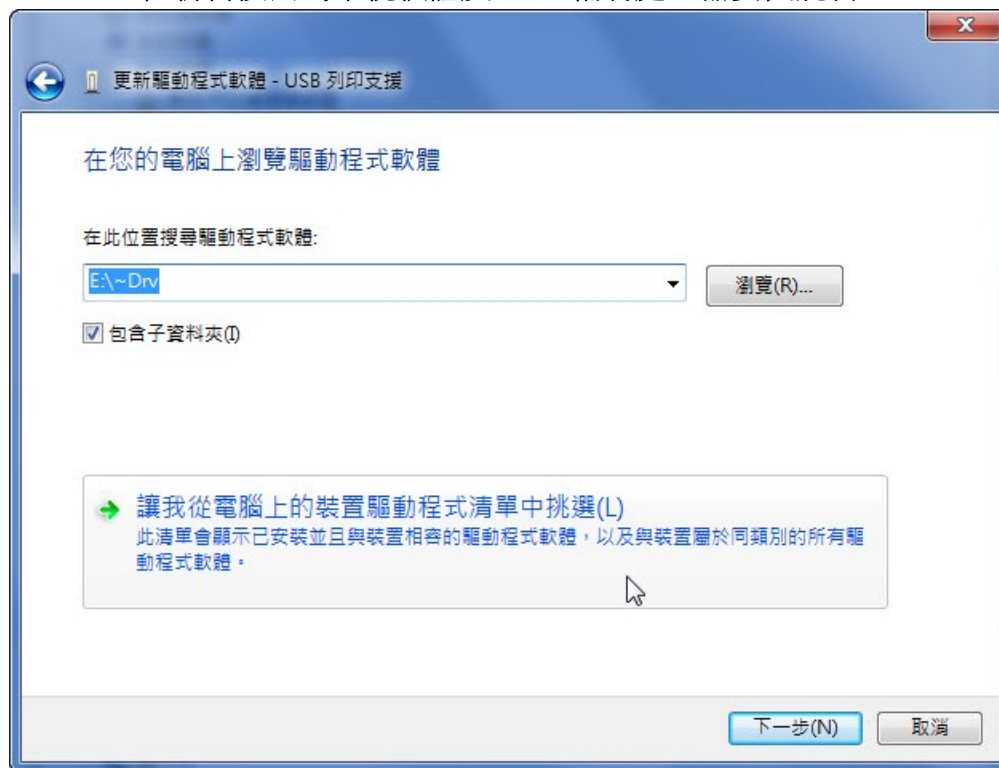 更新驅動程式軟體 - USB 列印支援
在您的電腦上瀏覽驅動程式軟體
在此位置搜尋驅動程式軟體:
E:\~Drv
瀏覽(R)...
包含子資料夾(I)
讓我從電腦上的裝置驅動程式清單中挑選(L)
此清單會顯示已安裝並且與裝置相容的驅動程式軟體，以及與裝置屬於同類別的所有驅
動程式軟體。
下一步(N)
取消